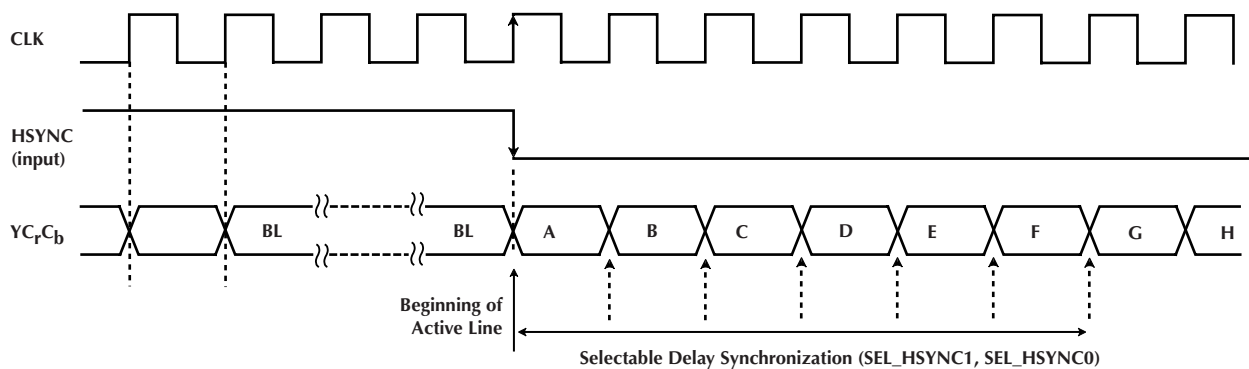 CLK
HSYNC
(input)
YCrCb
BL
BL
A
B
C
D
E
F
G
H
Beginning of
Active Line
Selectable Delay Synchronization (SEL_HSYNC1, SEL_HSYNC0)